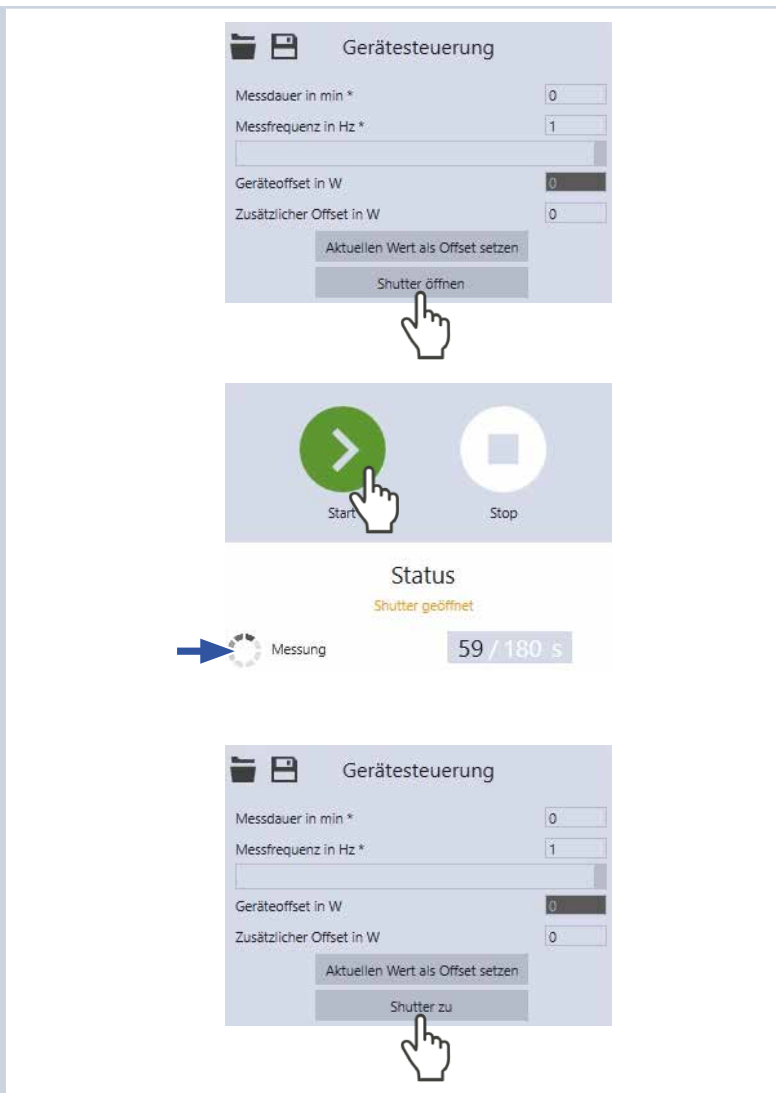 Gerätesteuerung
Messdauer in min * 0
Messfrequenz in Hz * 1
Geräteoffset in W 0
Zusätzlicher Offset in W 0
Aktuellen Wert als Offset setzen
Shutter öffnen
Start Stop
Status
Shutter geöffnet
Messung 59 / 180 s
Gerätesteuerung
Messdauer in min * 0
Messfrequenz in Hz * 1
Geräteoffset in W 0
Zusätzlicher Offset in W 0
Aktuellen Wert als Offset setzen
Shutter zu